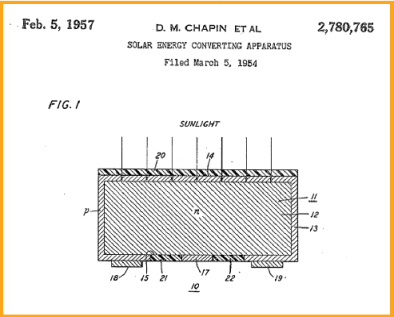 Feb. 5, 1957 D. M. CHAPIN ET AL 2,780,765
SOLAR ENERGY CONVERTING APPARATUS
Filed March 5, 1954
FIG. 1
SUNLIGHT
20 14
11
p n 12
13
18 15 21 17 22 19
10